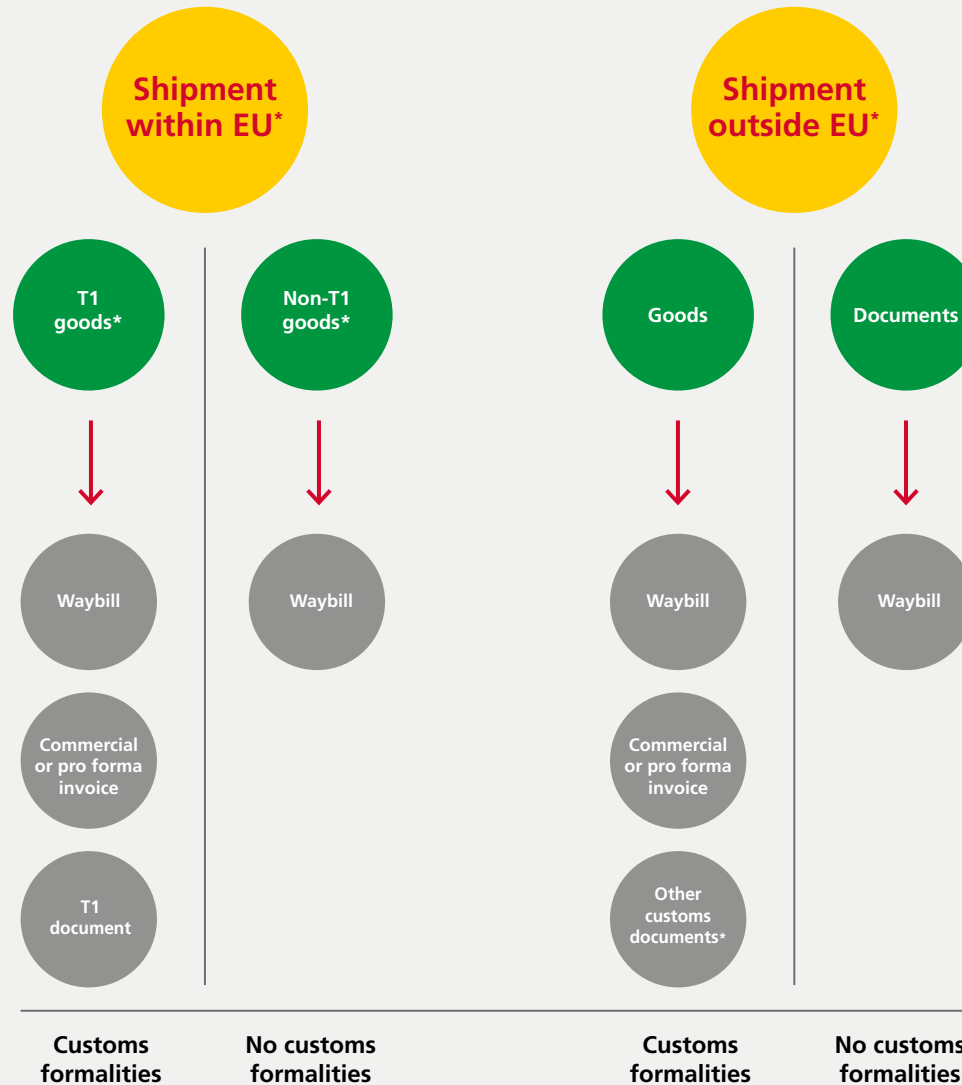 Shipment
within EU*
Shipment
outside EU*
T1
goods*
Non-T1
goods*
Goods
Documents
Waybill
Waybill
Waybill
Waybill
Commercial
or pro forma
invoice
Commercial
or pro forma
invoice
T1
document
Other
customs
documents*
Customs
formalities
No customs
formalities
Customs
formalities
No customs
formalities